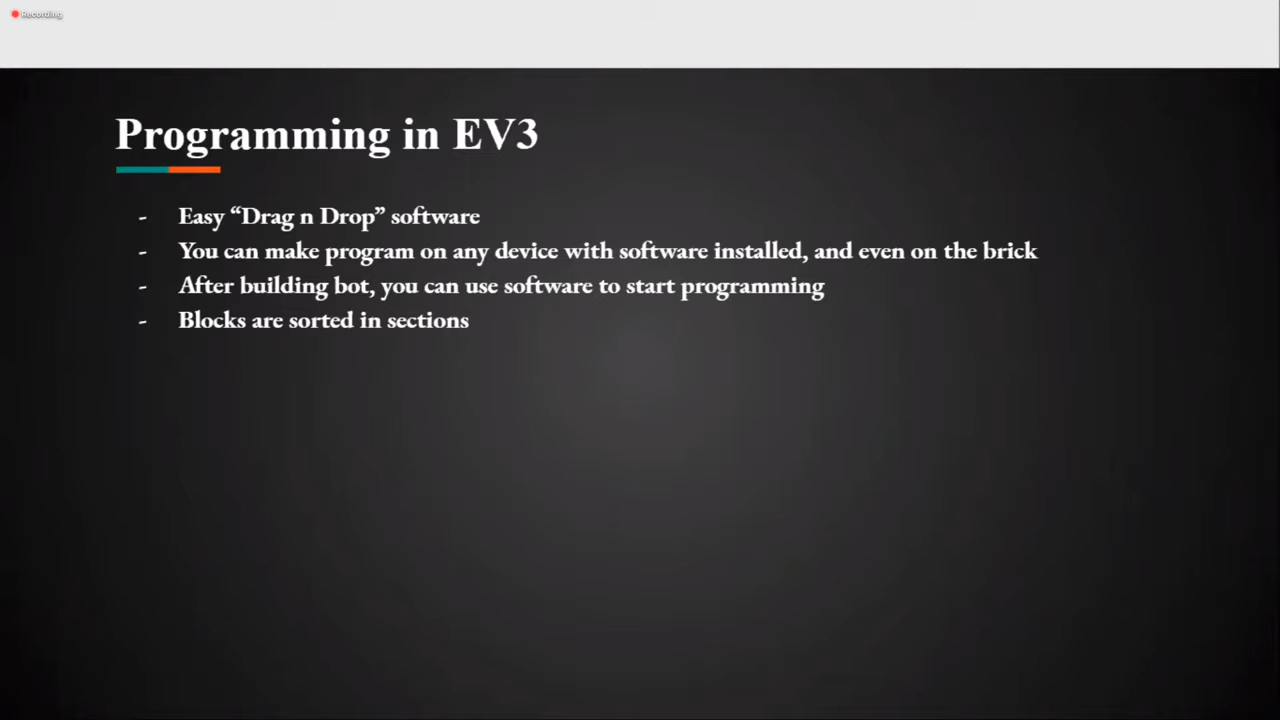 Recording
Programming in EV3
- Easy “Drag n Drop” software
- You can make program on any device with software installed, and even on the brick
- After building bot, you can use software to start programming
- Blocks are sorted in sections